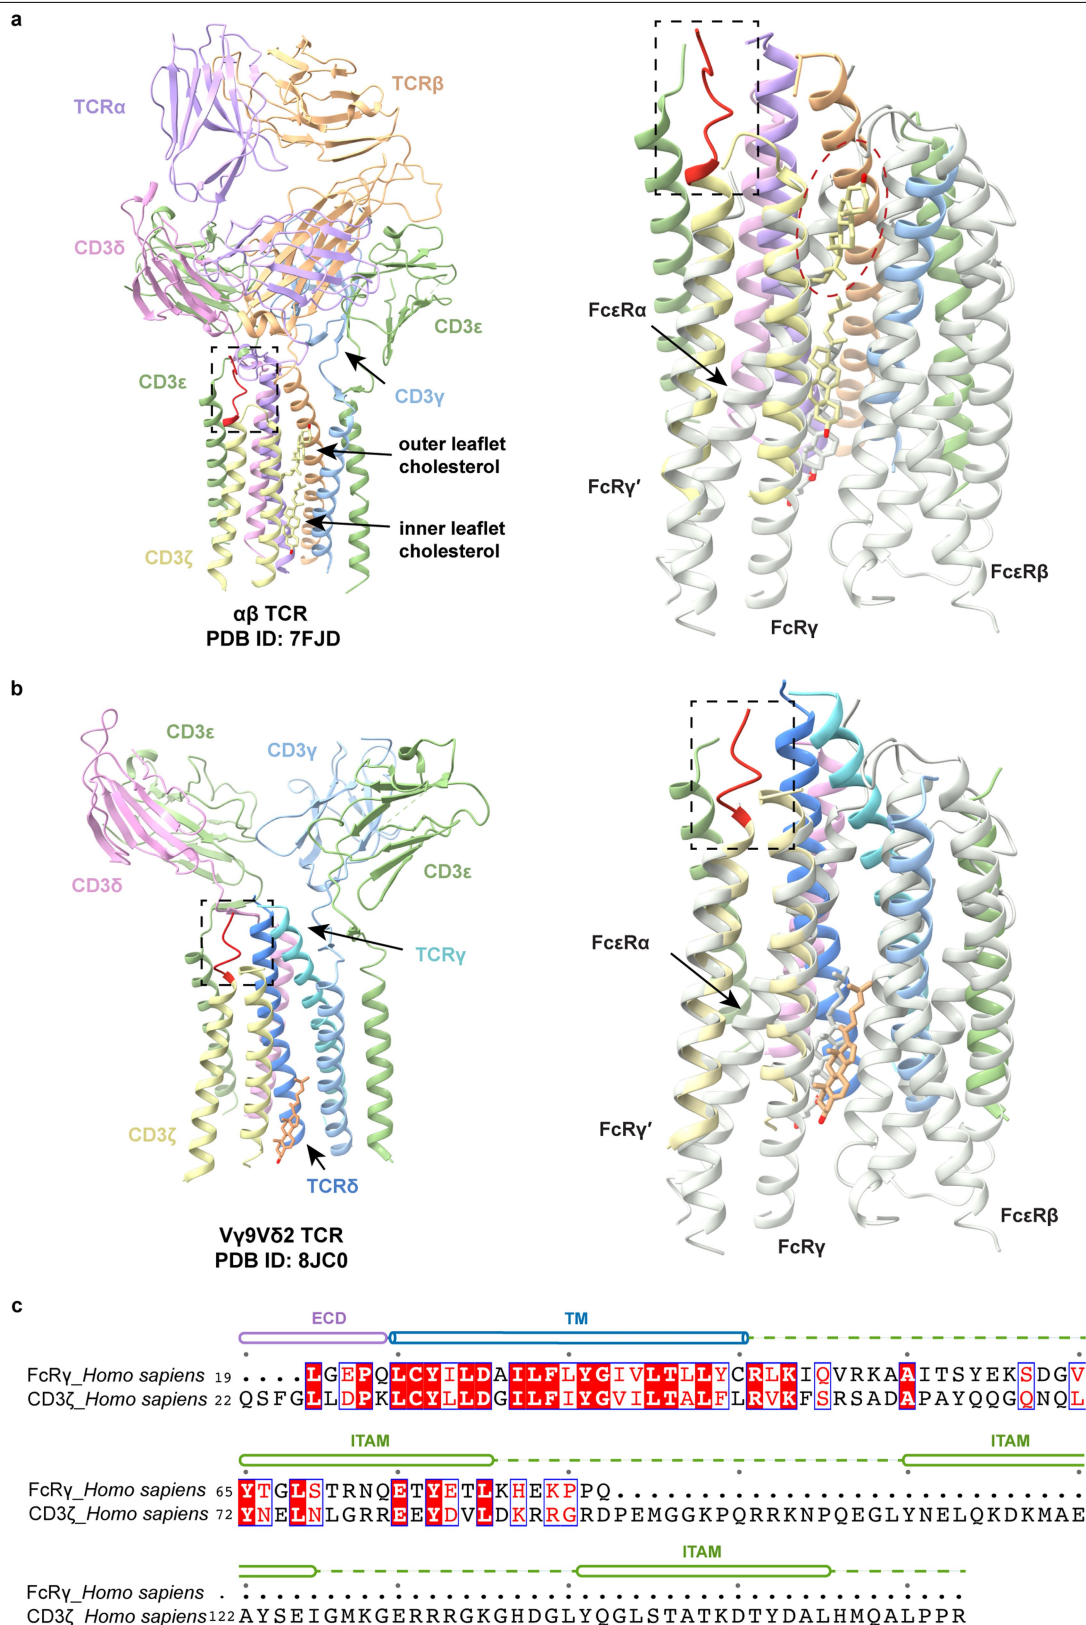 a
TCRα
TCRβ
CD3δ
CD3ε
CD3ε
CD3γ
outer leaflet
cholesterol
inner leaflet
cholesterol
CD3ζ
αβ TCR
PDB ID: 7FJD
FcεRα
FcRγ′
FcεRβ
FcRγ
b
CD3ε
CD3γ
CD3δ
CD3ε
TCRγ
CD3ζ
TCRδ
Vγ9Vδ2 TCR
PDB ID: 8JC0
FcεRα
FcRγ′
FcεRβ
FcRγ
c
ECD TM
FcRγ_Homo sapiens 19 ....LGEPQLCYILDAILFLYGIVLTLLYCRLKIQVRKAAITSYEKSDGV
CD3ζ_Homo sapiens 22 QSFGLLDPKLCYLLDGILFIYGVILTALFLRVKFSRSADAPAYQQGQNQL
ITAM ITAM
FcRγ_Homo sapiens 65 YTGLSTRNQETYETLKHEKPPQ............................
CD3ζ_Homo sapiens 72 YNELNLGRREEYDVLDKRRGRDPEMGGKPQRRKNPQEGLYNELQKDKMAE
ITAM
FcRγ_Homo sapiens . ...........................................
CD3ζ_Homo sapiens 122 AYSEIGMKGERRRGKGHDGLYQGLSTATKDTYDALHMQALPPR